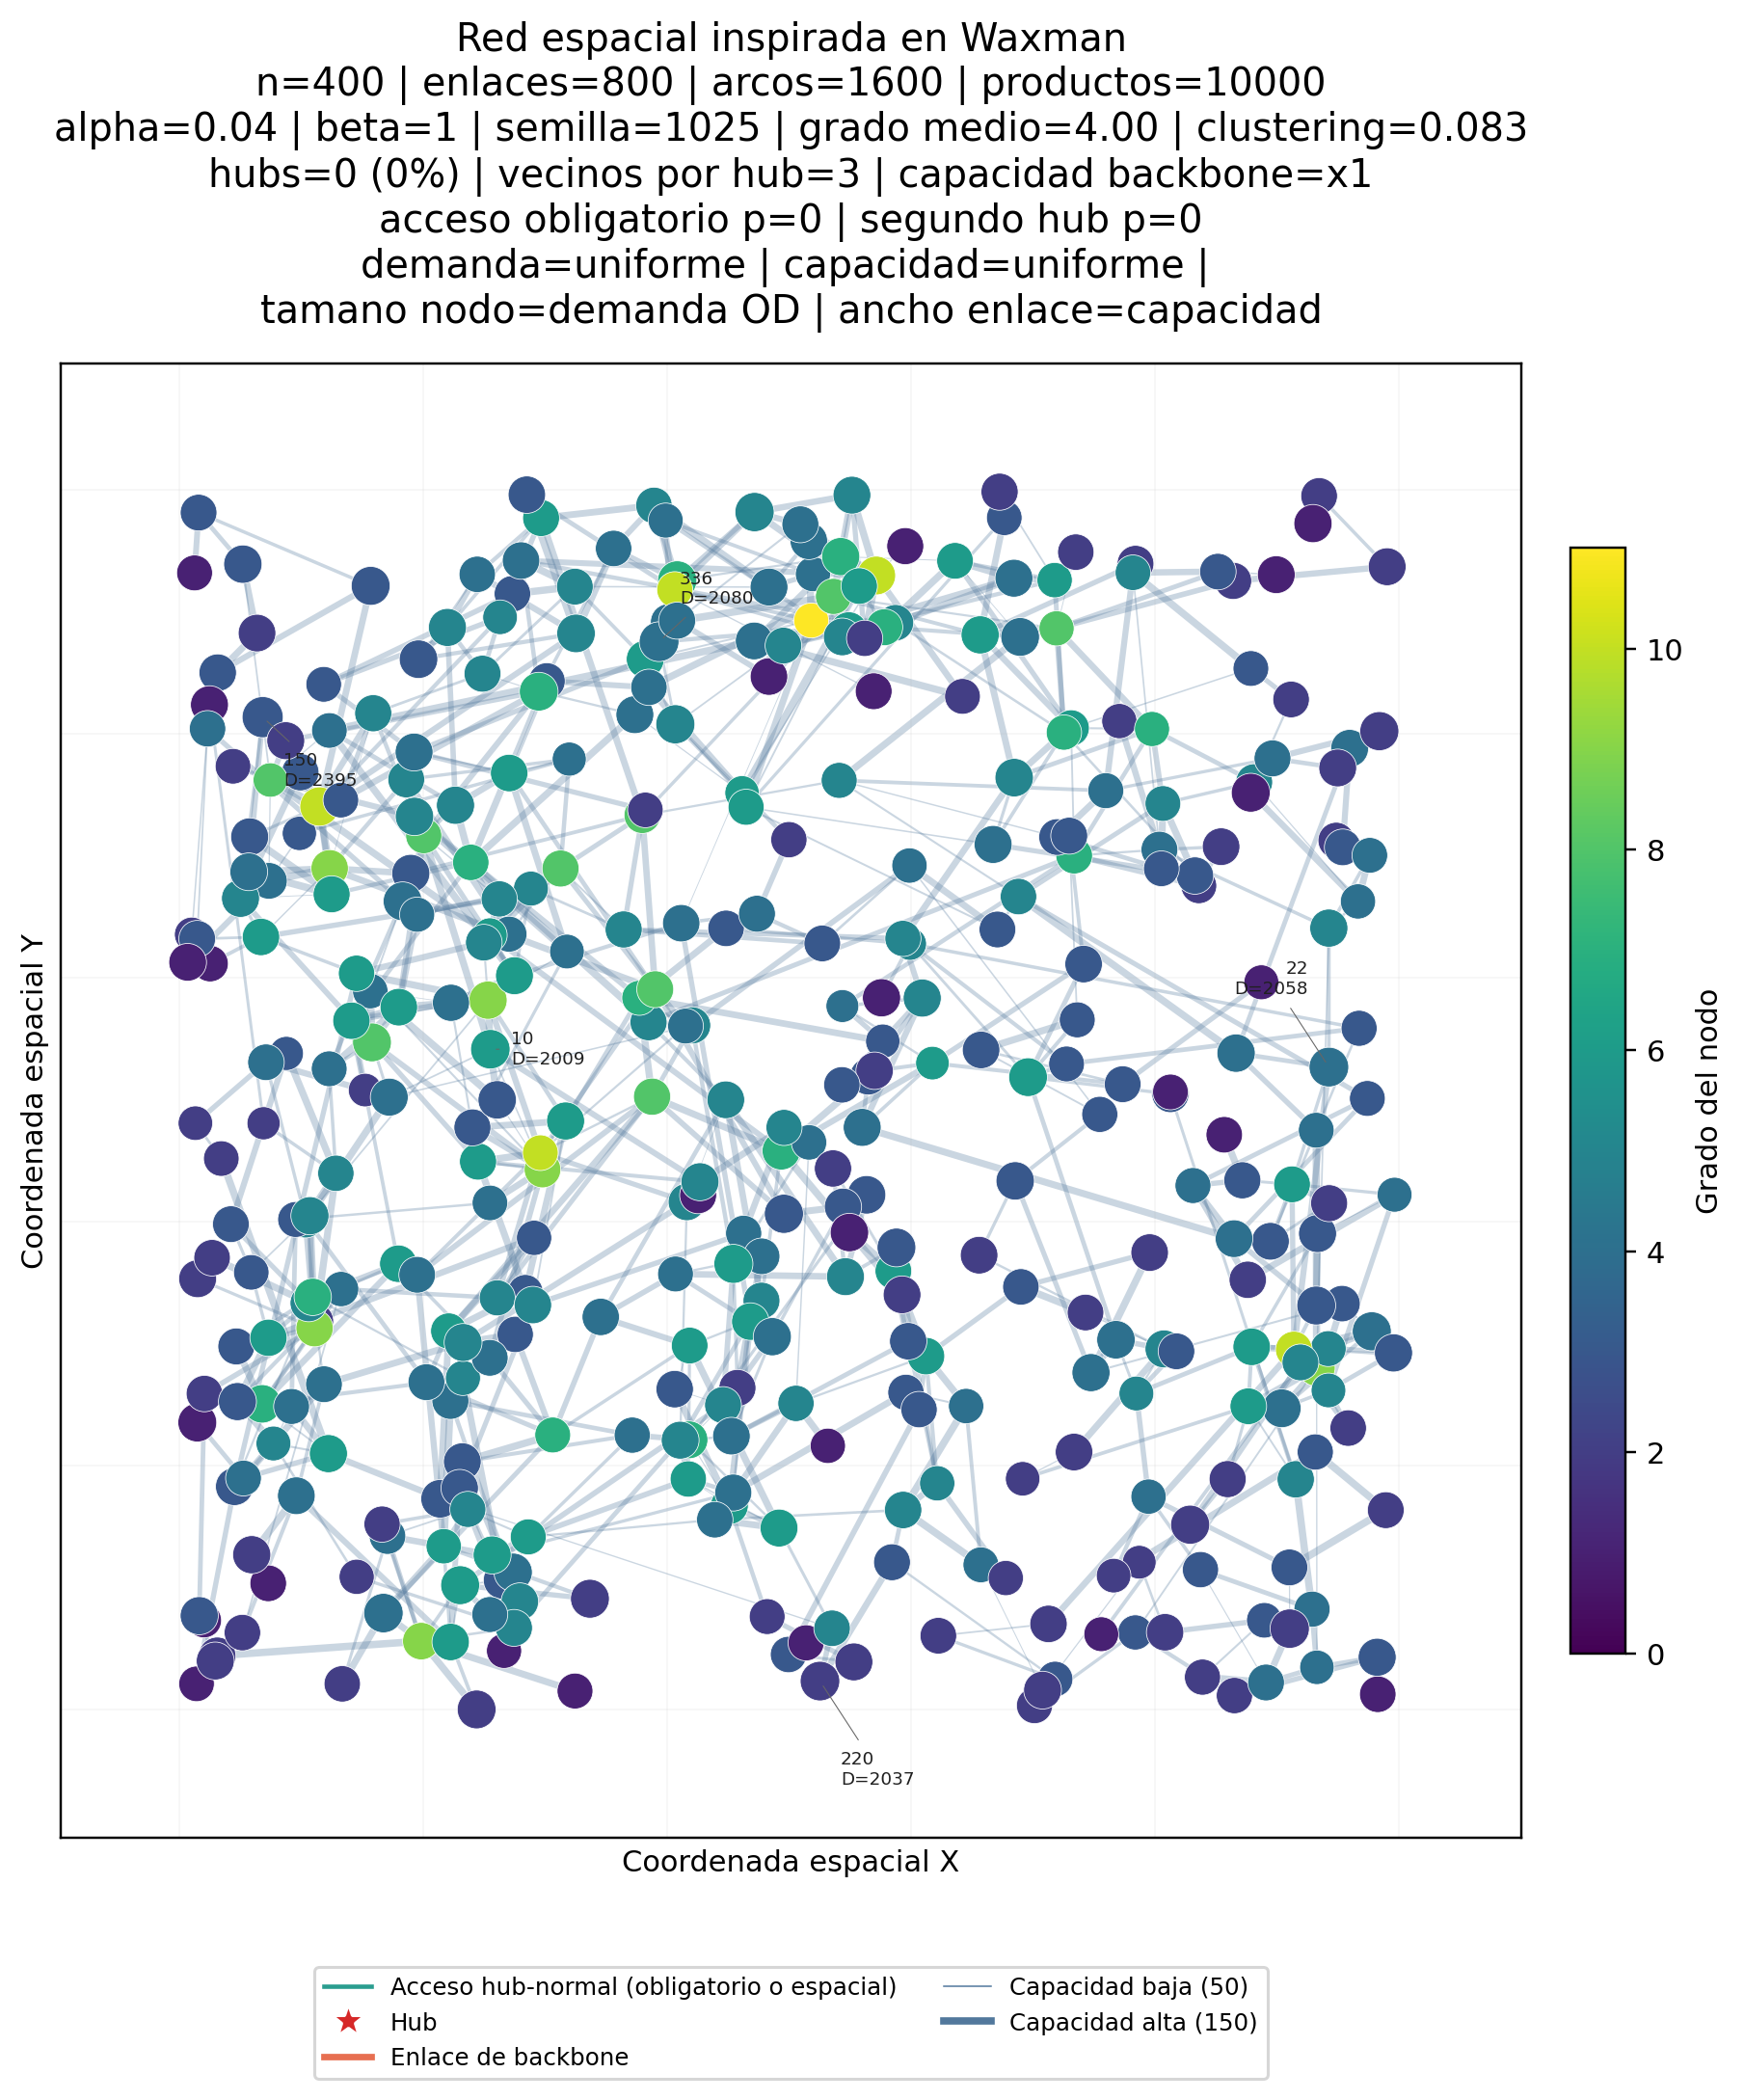 Red espacial inspirada en Waxman
n=400 | enlaces=800 | arcos=1600 | productos=10000
alpha=0.04 | beta=1 | semilla=1025 | grado medio=4.00 | clustering=0.083
hubs=0 (0%) | vecinos por hub=3 | capacidad backbone=x1
acceso obligatorio p=0 | segundo hub p=0
demanda=uniforme | capacidad=uniforme |
tamano nodo=demanda OD | ancho enlace=capacidad
336
D=2080
150
D=2395
22
D=2058
10
D=2009
220
D=2037
Coordenada espacial Y
Coordenada espacial X
10
8
6
4
2
0
Grado del nodo
Acceso hub-normal (obligatorio o espacial)
Hub
Enlace de backbone
Capacidad baja (50)
Capacidad alta (150)